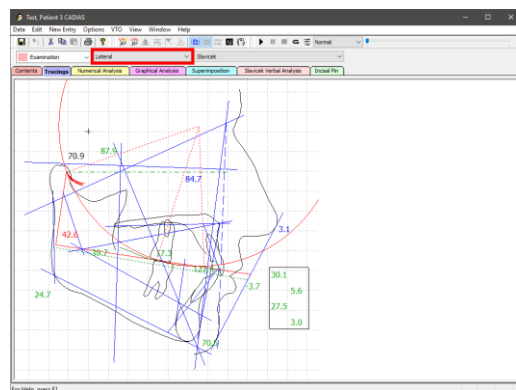 Test, Patient 3 CADIAS
Data Edit New Entry Options VTO View Window Help
Normal
Examination Lateral Slavicek
Contents Tracings Numerical Analysis Graphical Analysis Superimposition Slavicek Verbal Analysis Incisal Pin
70.9 87.9
84.7
3.1
42.6
39.7 17.3
30.1
-3.7 5.6
24.7 27.5
3.0
70.5
For Help, press F1